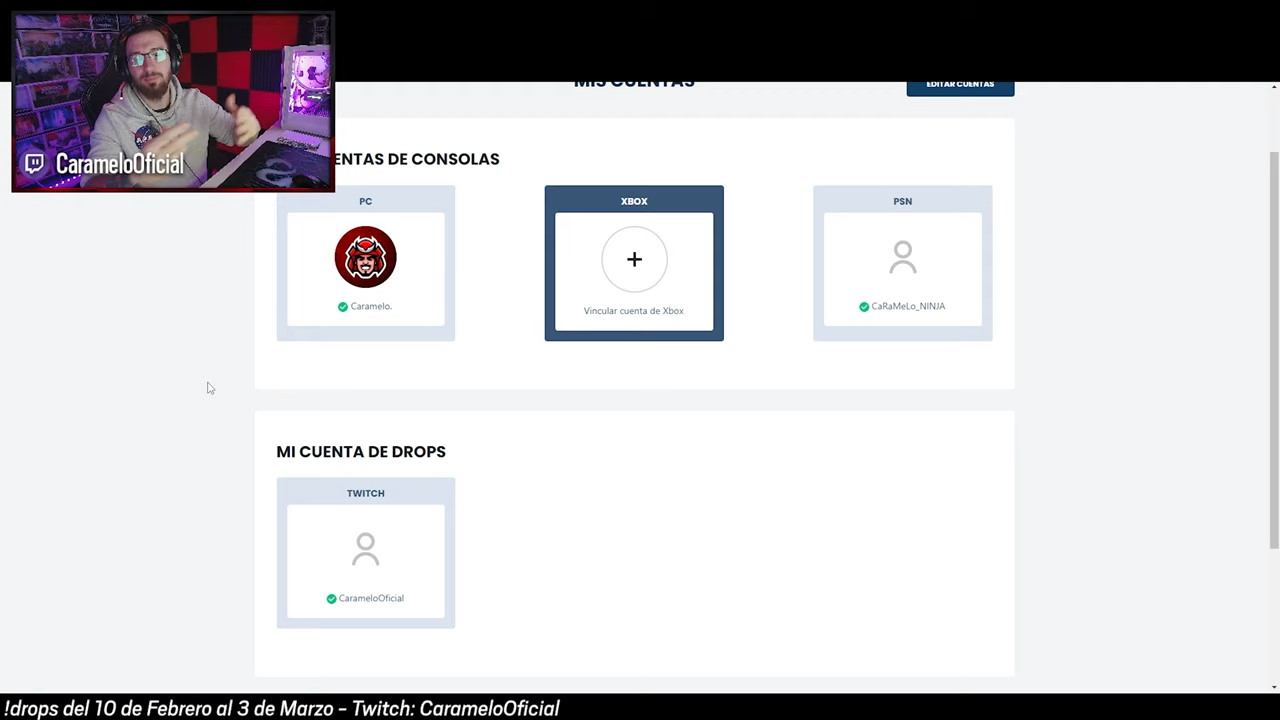 MIS CUENTAS
EDITAR CUENTAS
CarameloOficial
ENTAS DE CONSOLAS
PC
XBOX
PSN
Caramelo.
Vincular cuenta de Xbox
CaRaMeLo_NINJA
MI CUENTA DE DROPS
TWITCH
CarameloOficial
!drops del 10 de Febrero al 3 de Marzo - Twitch: CarameloOficial